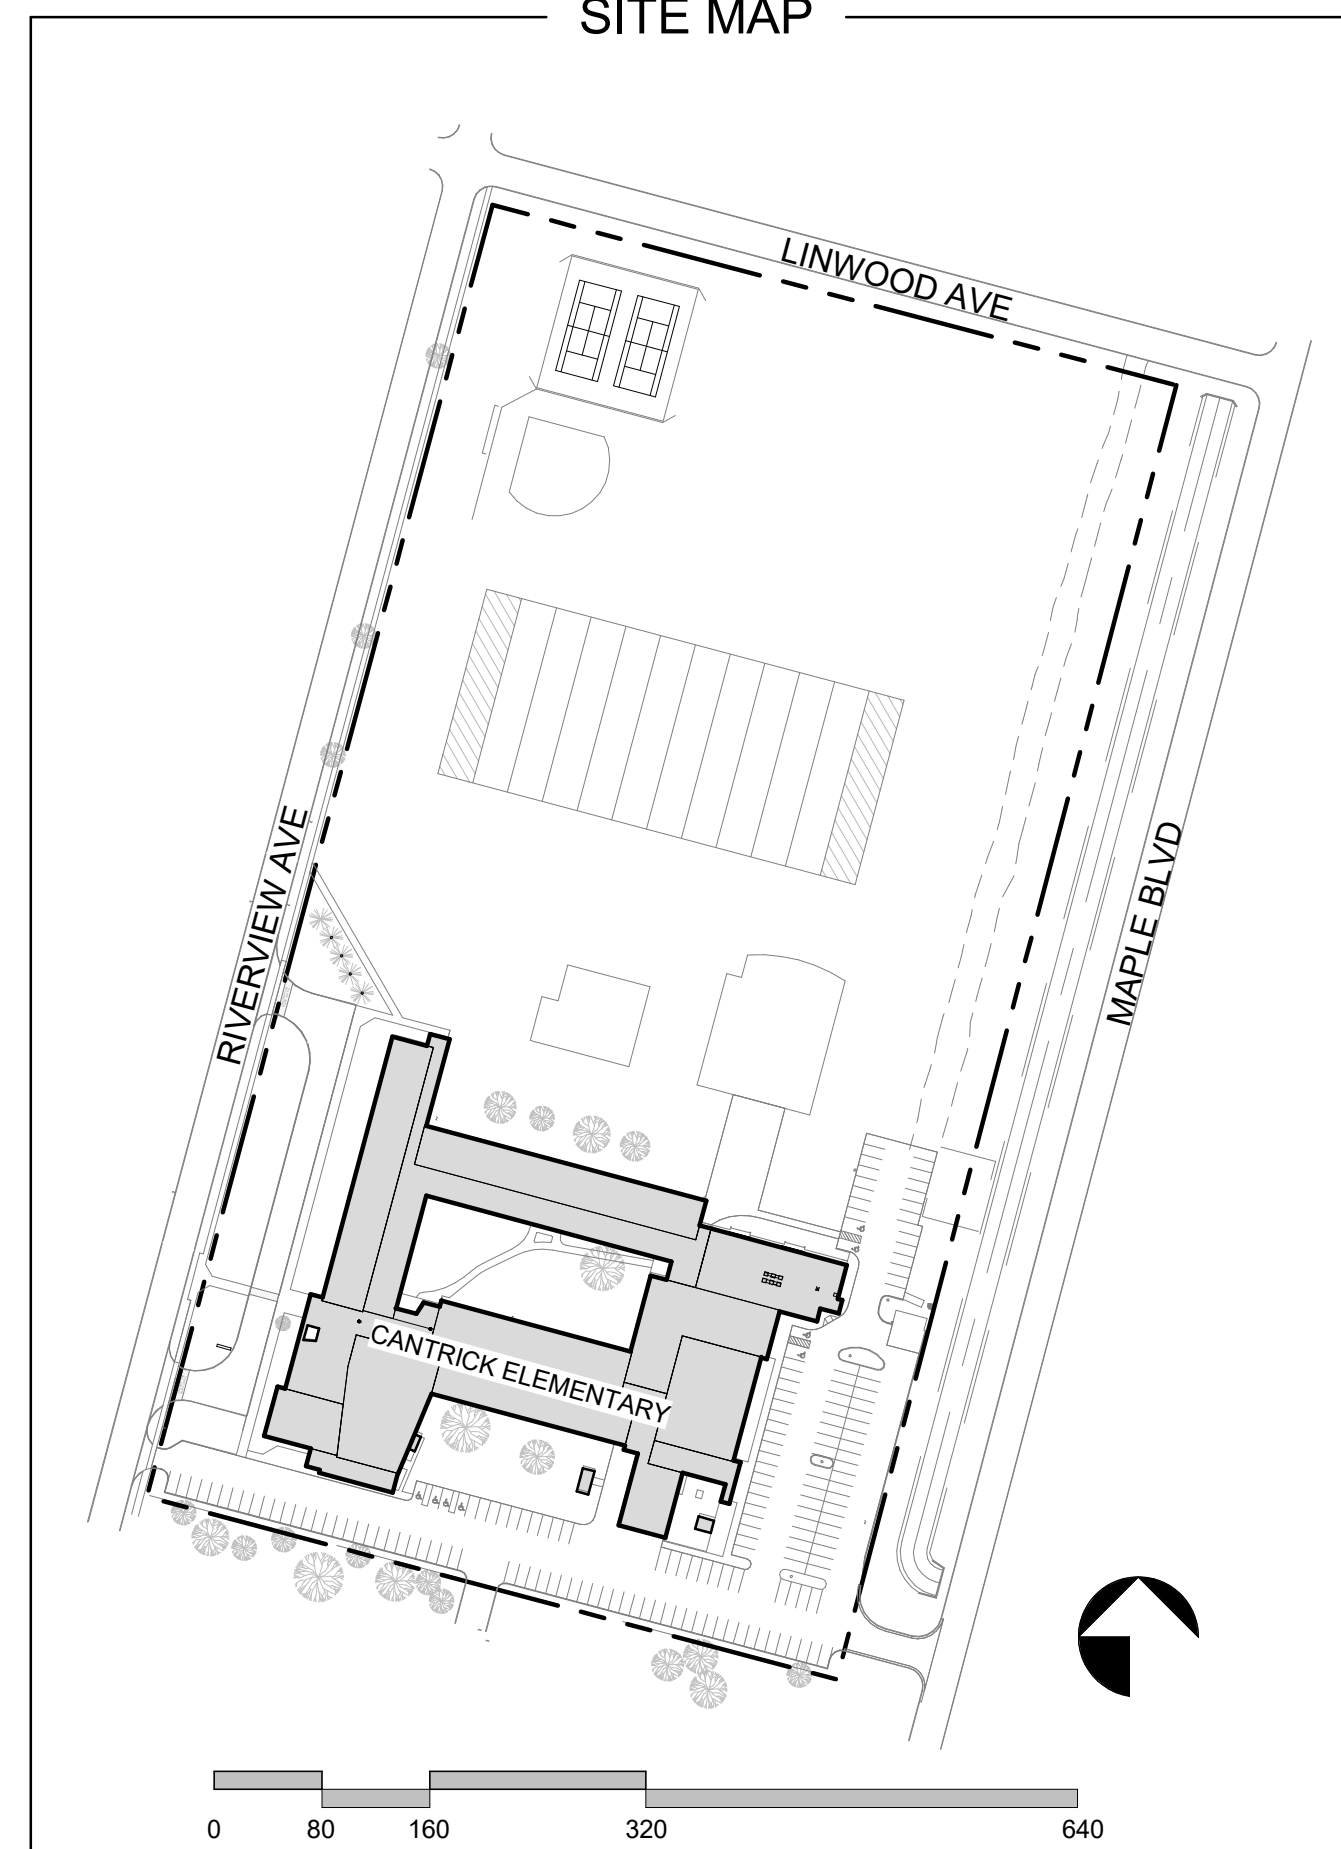 SITE MAP
LINWOOD AVE
RIVERVIEW AVE
MAPLE BLVD
CANTRICK ELEMENTARY
0 80 160 320 640